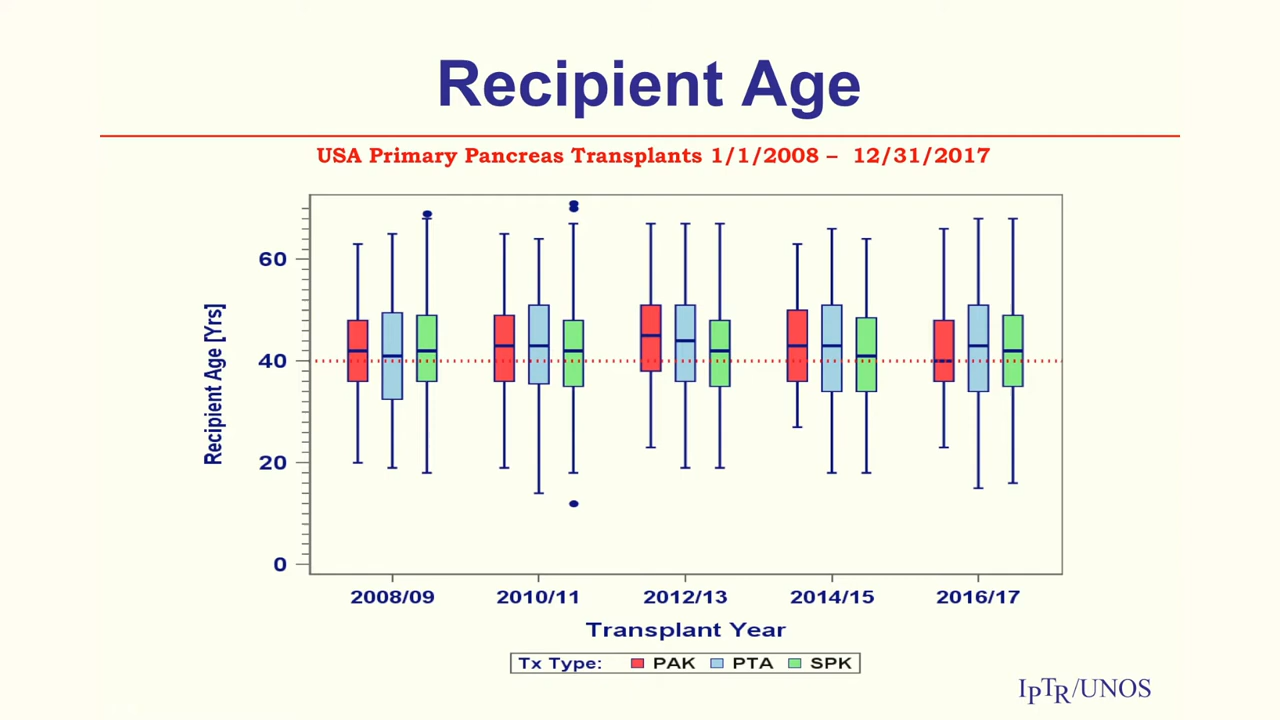 Recipient Age
USA Primary Pancreas Transplants 1/1/2008 – 12/31/2017
Recipient Age [Yrs]
60
40
20
0
2008/09 2010/11 2012/13 2014/15 2016/17
Transplant Year
Tx Type: PAK PTA SPK
IPTR/UNOS